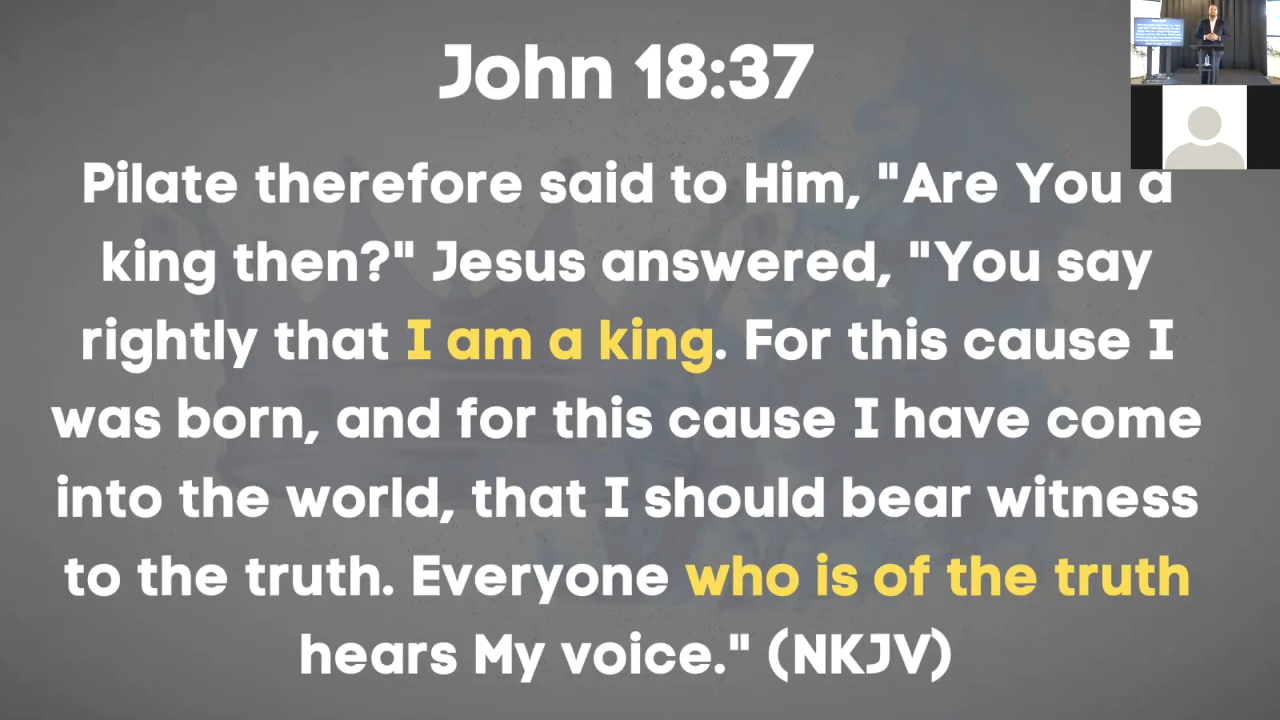 John 18:37
Pilate therefore said to Him, "Are You a
king then?" Jesus answered, "You say
rightly that I am a king. For this cause I
was born, and for this cause I have come
into the world, that I should bear witness
to the truth. Everyone who is of the truth
hears My voice." (NKJV)